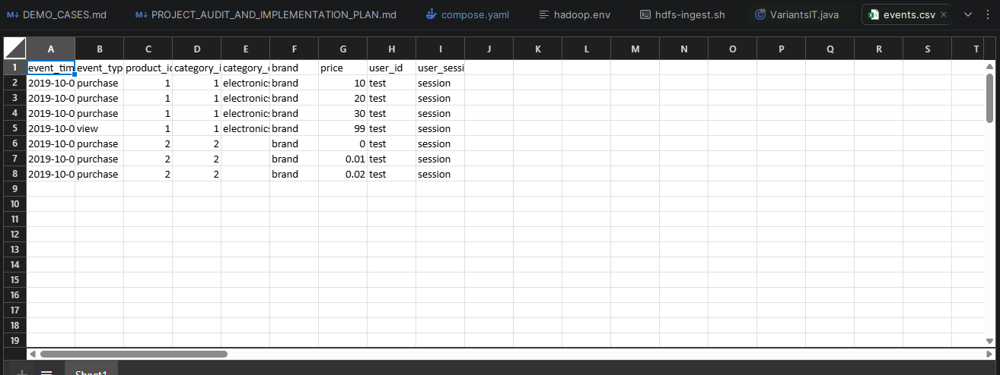 DEMO_CASES.md PROJECT_AUDIT_AND_IMPLEMENTATION_PLAN.md compose.yaml hadoop.env hdfs-ingest.sh VariantsIT.java events.csv
A B C D E F G H I J K L M N O P Q R S T
1 event_tim event_typ product_i category_i category_ brand price user_id user_sessi
2 2019-10-0 purchase 1 1 electronics brand 10 test session
3 2019-10-0 purchase 1 1 electronics brand 20 test session
4 2019-10-0 purchase 1 1 electronics brand 30 test session
5 2019-10-0 view 1 1 electronics brand 99 test session
6 2019-10-0 purchase 2 2 brand 0 test session
7 2019-10-0 purchase 2 2 brand 0.01 test session
8 2019-10-0 purchase 2 2 brand 0.02 test session
9
10
11
12
13
14
15
16
17
18
19
Sheet1